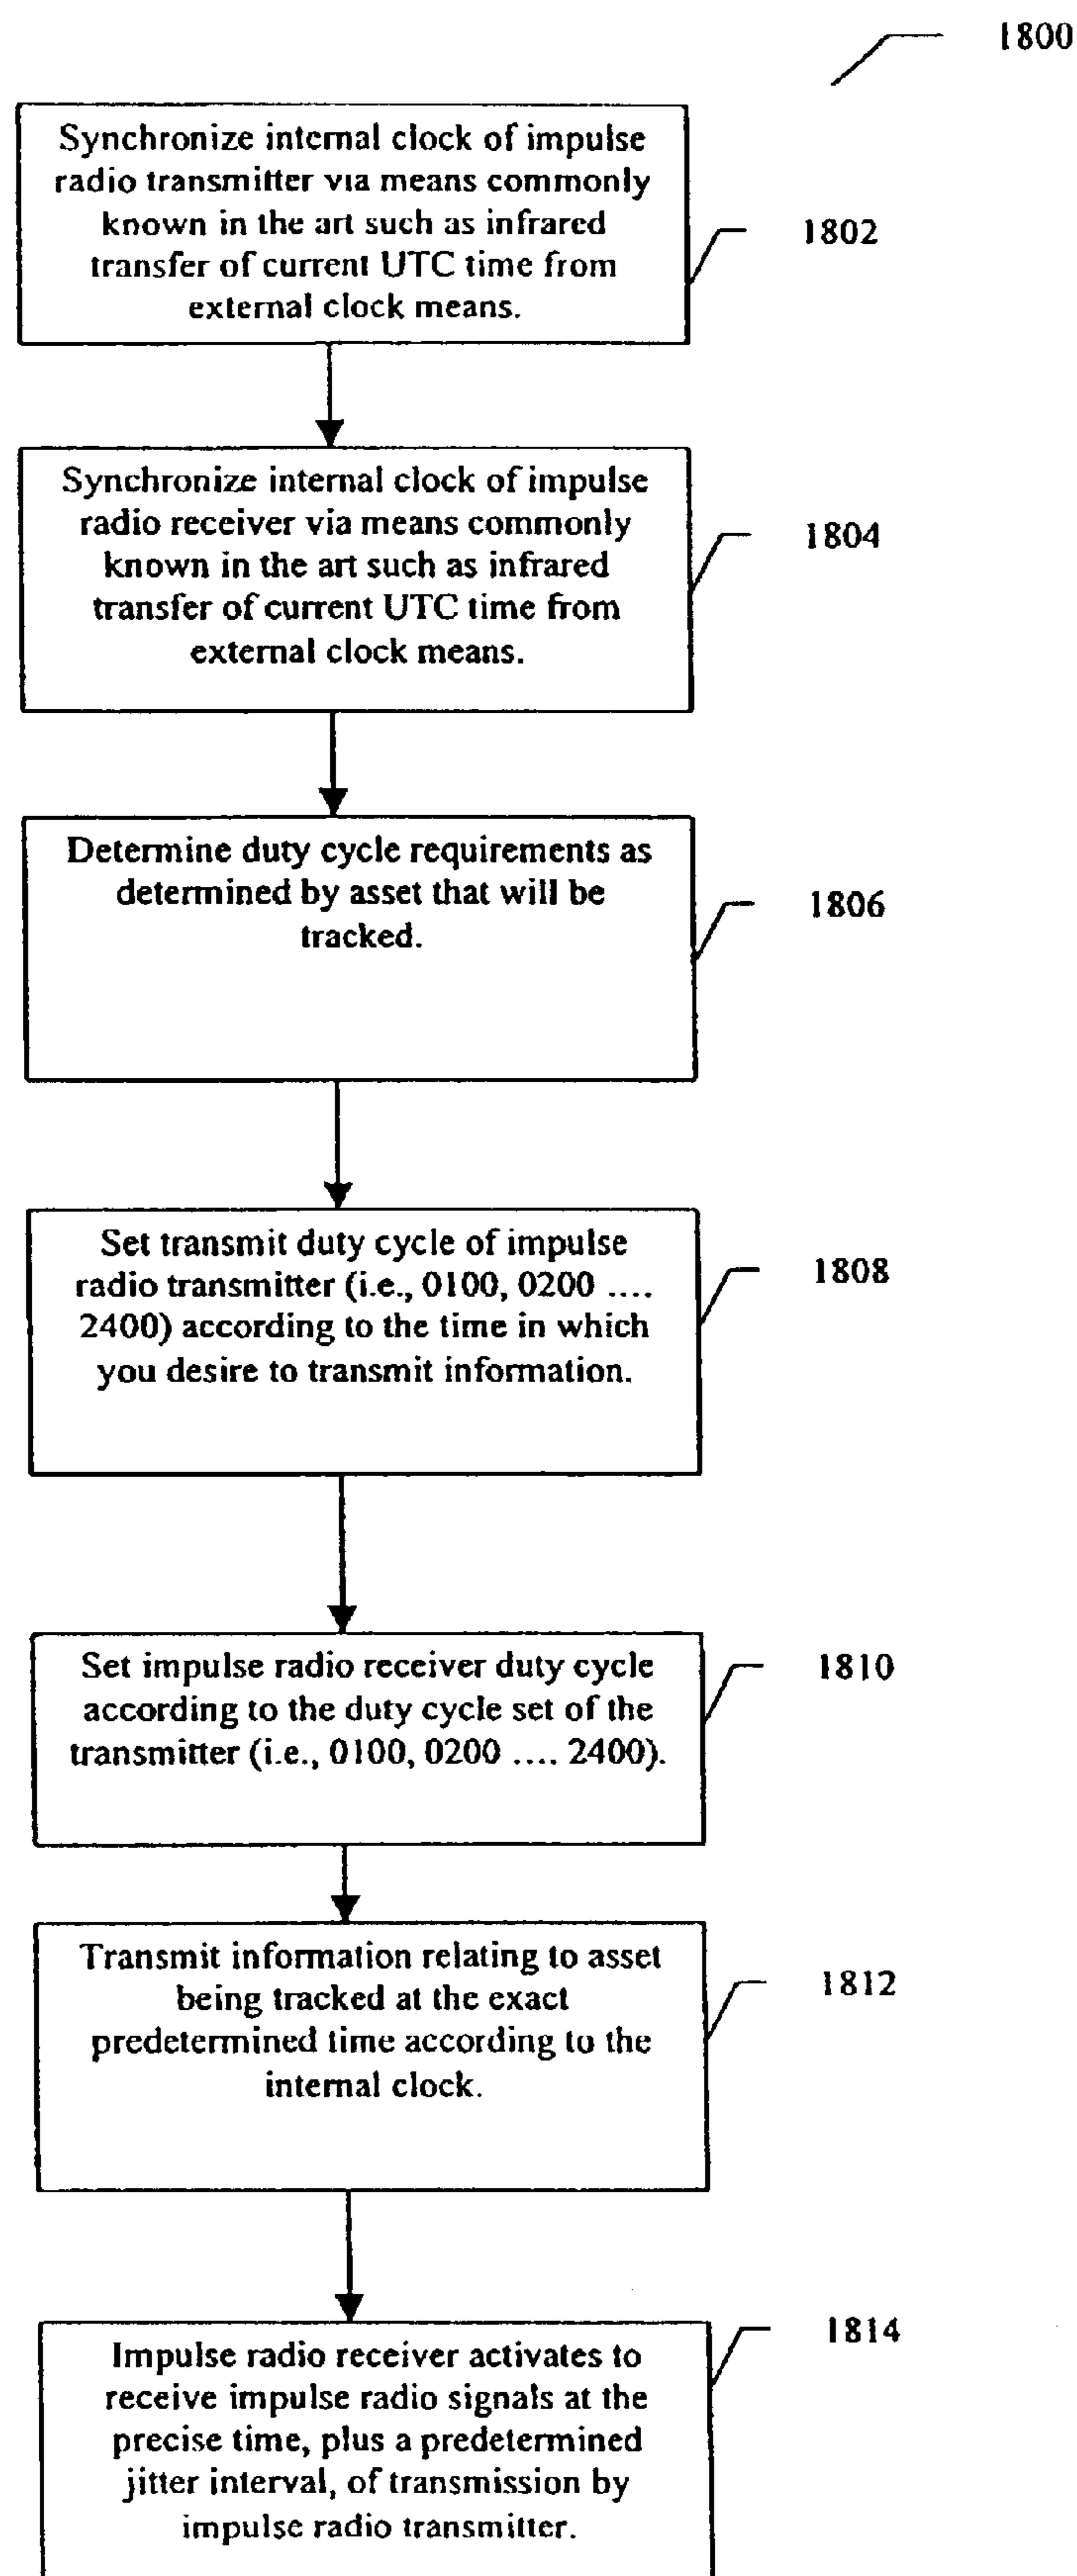 1800
Synchronize internal clock of impulse
radio transmitter via means commonly
known in the art such as infrared
transfer of current UTC time from
external clock means.
1802
Synchronize internal clock of impulse
radio receiver via means commonly
known in the art such as infrared
transfer of current UTC time from
external clock means.
1804
Determine duty cycle requirements as
determined by asset that will be
tracked.
1806
Set transmit duty cycle of impulse
radio transmitter (i.e., 0100, 0200 ....
2400) according to the time in which
you desire to transmit information.
1808
Set impulse radio receiver duty cycle
according to the duty cycle set of the
transmitter (i.e., 0100, 0200 .... 2400).
1810
Transmit information relating to asset
being tracked at the exact
predetermined time according to the
internal clock.
1812
Impulse radio receiver activates to
receive impulse radio signals at the
precise time, plus a predetermined
jitter interval, of transmission by
impulse radio transmitter.
1814